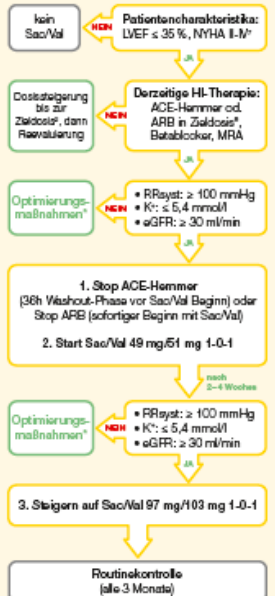 kein
Sac/Val
NEIN
Patientencharakteristika:
LVEF ≤ 35 %, NYHA II-IV
JA
Dosissteigerung
bis zur
Zieldosis, dann
Reevaluierung
NEIN
Derzeitige HI-Therapie:
ACE-Hemmer od.
ARB in Zieldosis,
Betablocker, MRA
JA
Optimierungs-
maßnahmen*
NEIN
• RRsyst: ≥ 100 mmHg
• K⁺: ≤ 5,4 mmol/l
• eGFR: ≥ 30 ml/min
JA
1. Stop ACE-Hemmer
(36h Washout-Phase vor Sac/Val Beginn) oder
Stop ARB (sofortiger Beginn mit Sac/Val)
2. Start Sac/Val 49 mg/51 mg 1-0-1
nach
2–4 Wochen
Optimierungs-
maßnahmen*
NEIN
• RRsyst: ≥ 100 mmHg
• K⁺: ≤ 5,4 mmol/l
• eGFR: ≥ 30 ml/min
JA
3. Steigern auf Sac/Val 97 mg/103 mg 1-0-1
Routinekontrolle
(alle 3 Monate)